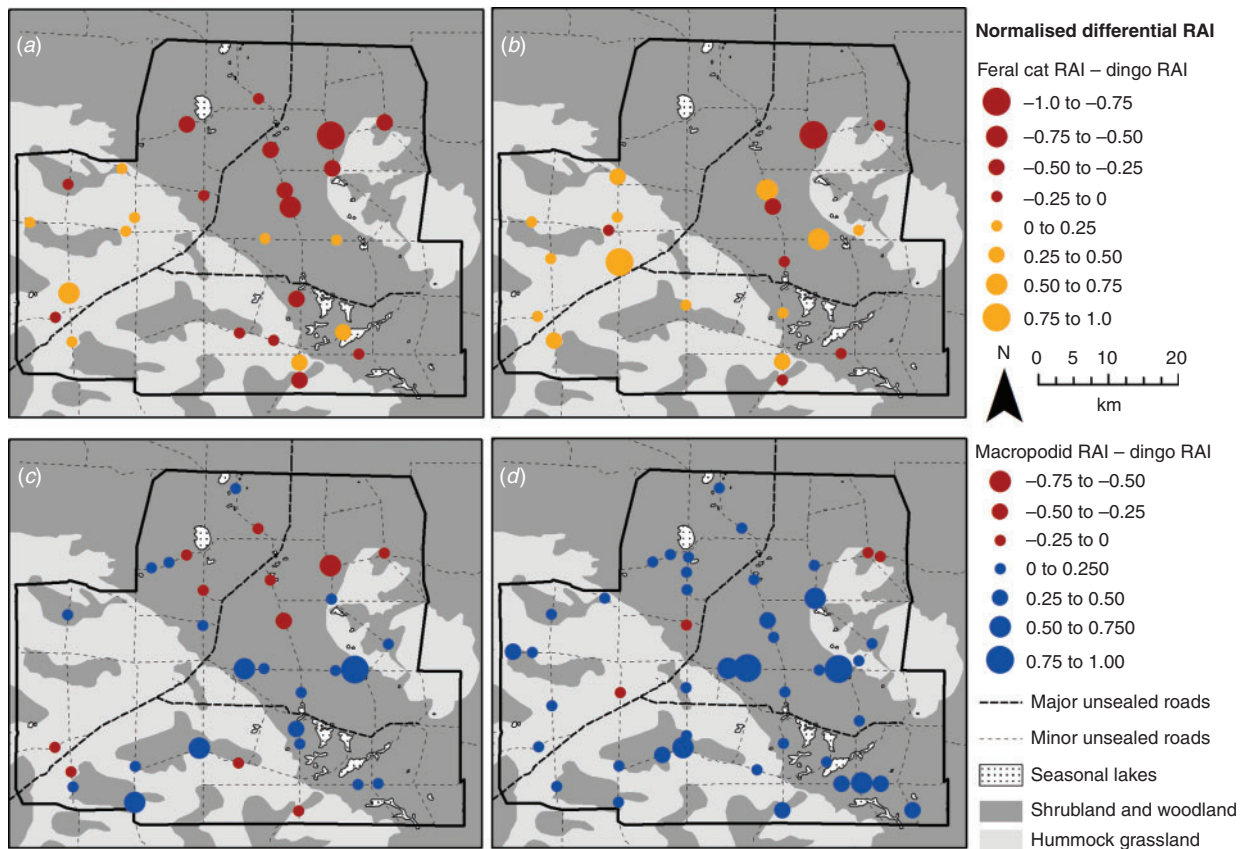 (a)
(b)
(c)
(d)
Normalised differential RAI
Feral cat RAI – dingo RAI
–1.0 to –0.75
–0.75 to –0.50
–0.50 to –0.25
–0.25 to 0
0 to 0.25
0.25 to 0.50
0.50 to 0.75
0.75 to 1.0
N
0 5 10 20
km
Macropodid RAI – dingo RAI
–0.75 to –0.50
–0.50 to –0.25
–0.25 to 0
0 to 0.250
0.25 to 0.50
0.50 to 0.750
0.75 to 1.00
Major unsealed roads
Minor unsealed roads
Seasonal lakes
Shrubland and woodland
Hummock grassland